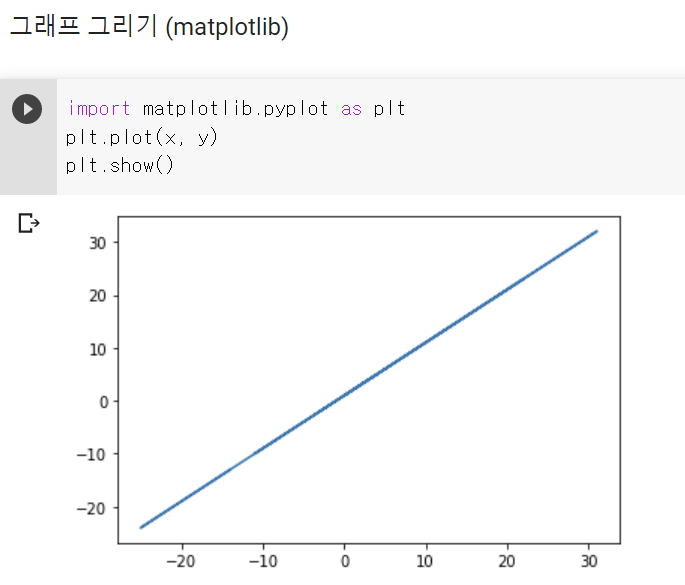 그래프 그리기 (matplotlib)
import matplotlib.pyplot as plt
plt.plot(x, y)
plt.show()
30
20
10
0
−10
−20
−20 −10 0 10 20 30